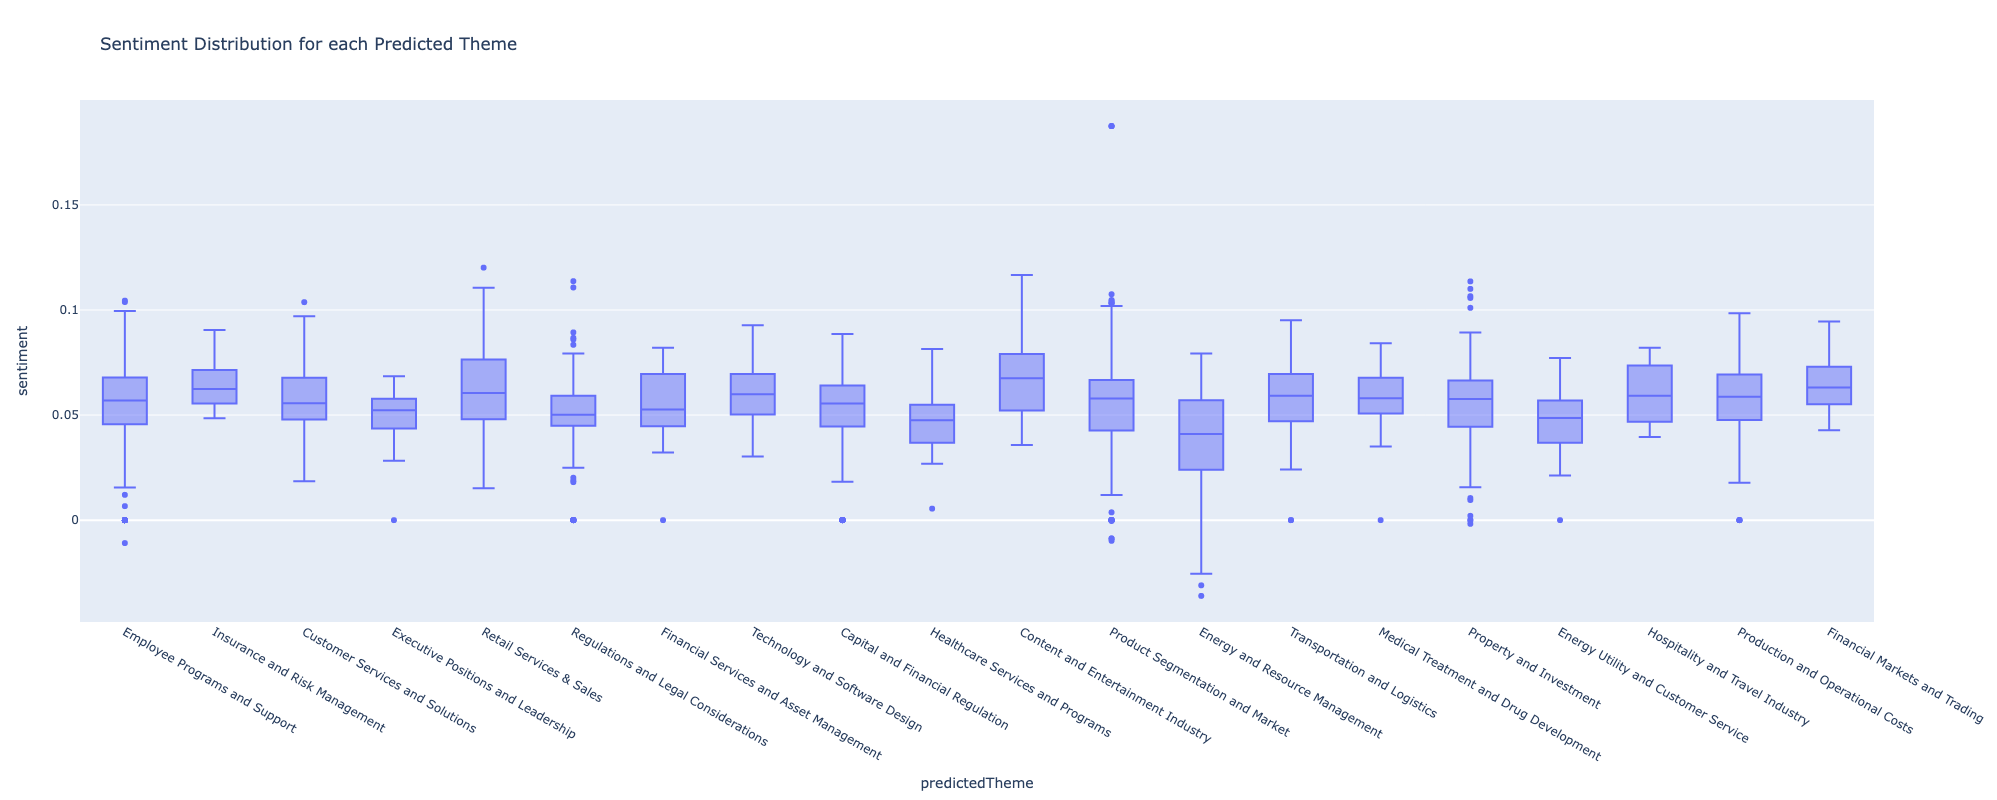 Sentiment Distribution for each Predicted Theme
sentiment
0.15
0.1
0.05
0
Employee Programs and Support
Insurance and Risk Management
Customer Services and Solutions
Executive Positions and Leadership
Retail Services & Sales
Regulations and Legal Considerations
Financial Services and Asset Management
Technology and Software Design
Capital and Financial Regulation
Healthcare Services and Programs
Content and Entertainment Industry
Product Segmentation and Market
Energy and Resource Management
Transportation and Logistics
Medical Treatment and Drug Development
Property and Investment
Energy Utility and Customer Service
Hospitality and Travel Industry
Production and Operational Costs
Financial Markets and Trading
predictedTheme